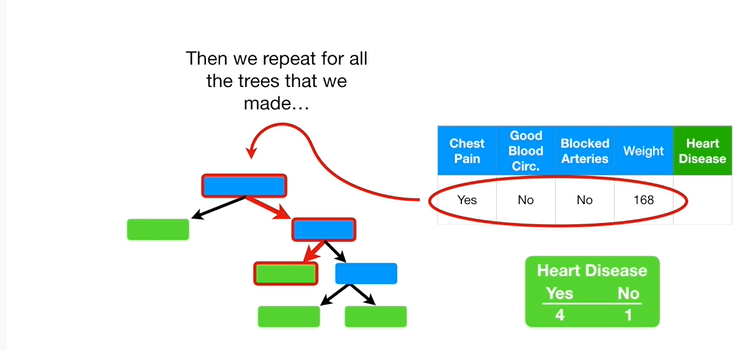 Then we repeat for all
the trees that we
made…
Chest Pain
Good Blood Circ.
Blocked Arteries
Weight
Heart Disease
Yes
No
No
168
Heart Disease
Yes No
4 1